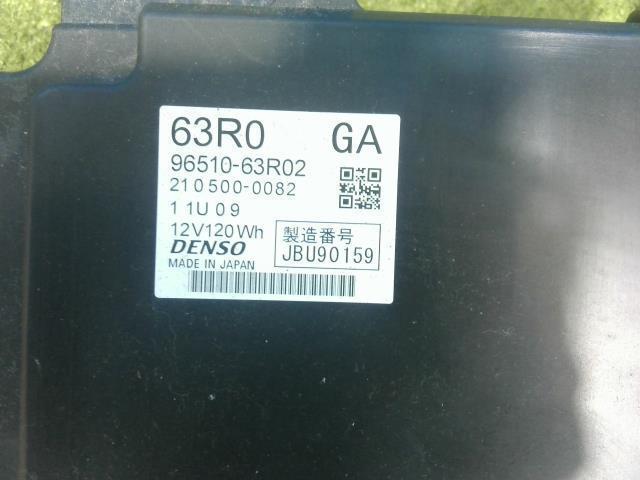 63R0 GA
96510-63R02
210500-0082
11U09
12V120Wh
DENSO
MADE IN JAPAN
製造番号
JBU90159